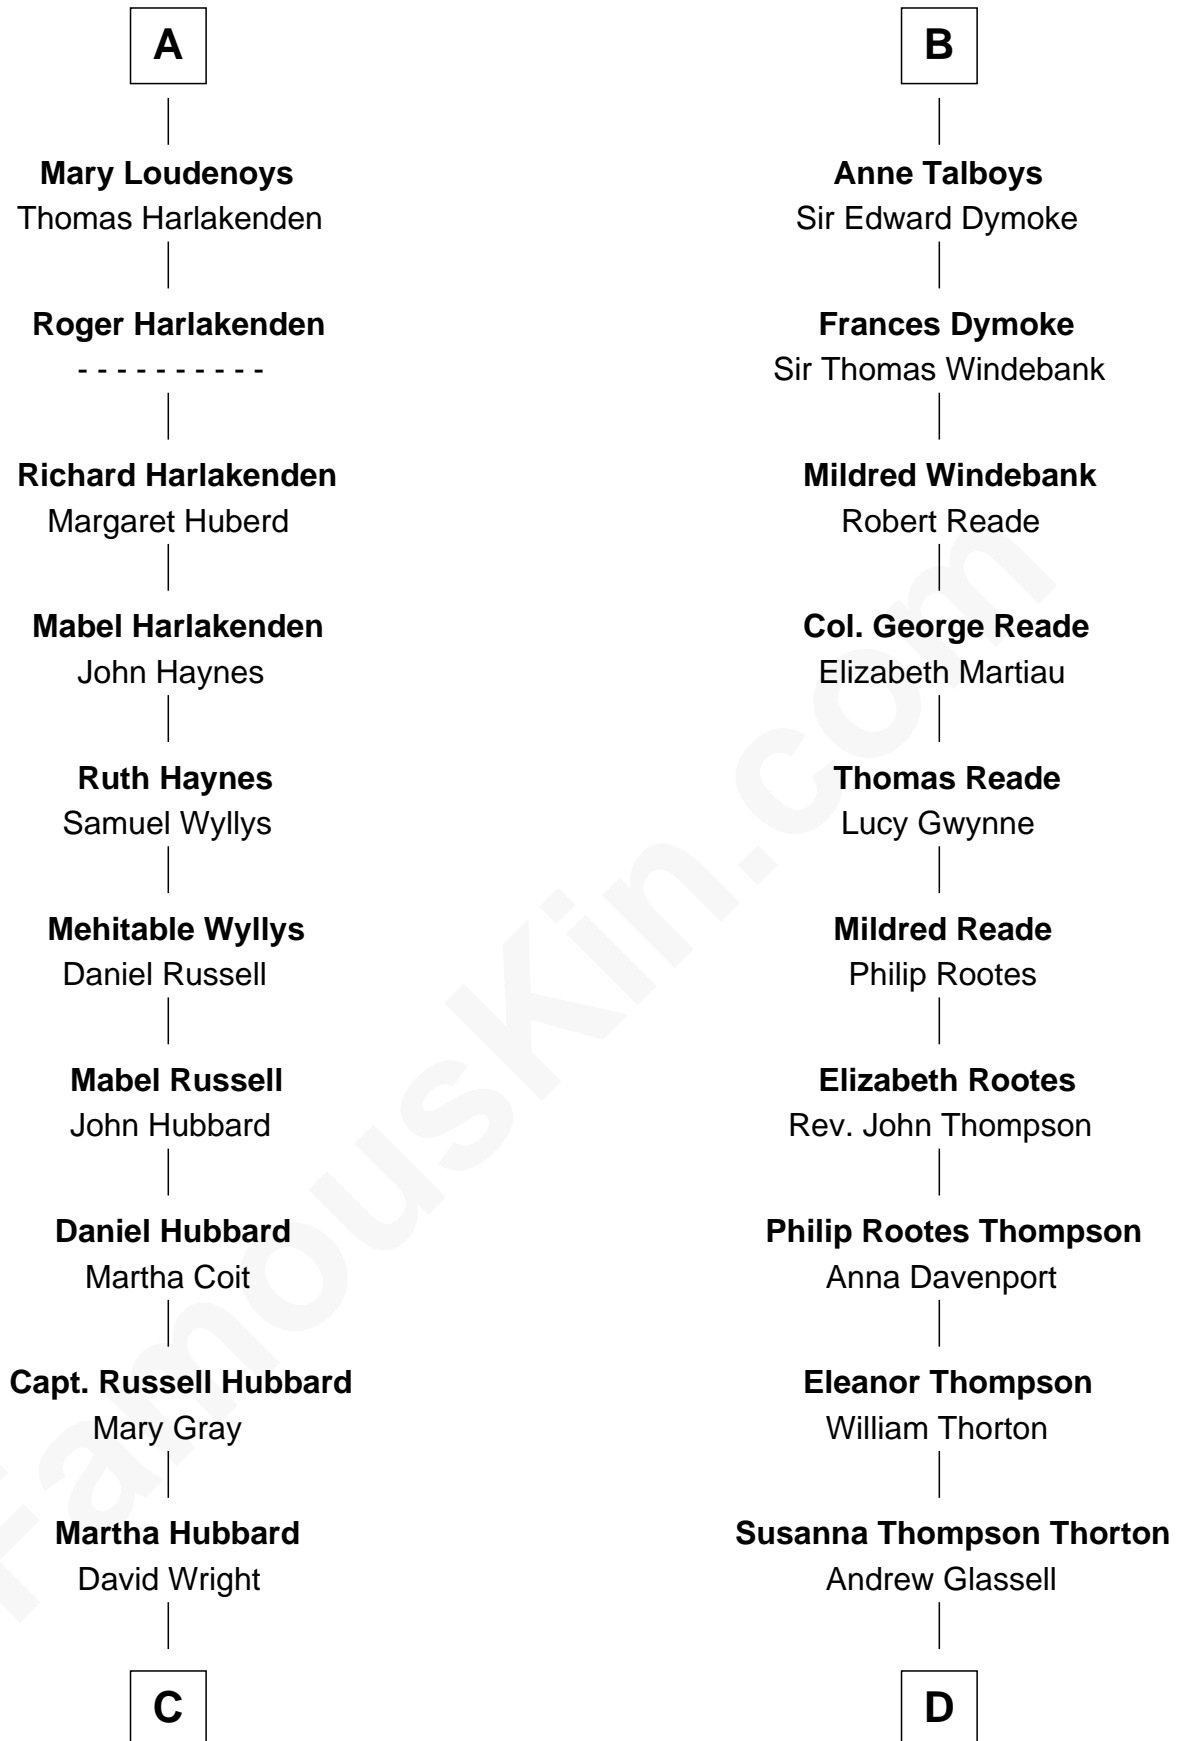 A
Mary Loudenoys
Thomas Harlakenden
Roger Harlakenden
- - - - - - - - - -
Richard Harlakenden
Margaret Huberd
Mabel Harlakenden
John Haynes
Ruth Haynes
Samuel Wyllys
Mehitable Wyllys
Daniel Russell
Mabel Russell
John Hubbard
Daniel Hubbard
Martha Coit
Capt. Russell Hubbard
Mary Gray
Martha Hubbard
David Wright
C
B
Anne Talboys
Sir Edward Dymoke
Frances Dymoke
Sir Thomas Windebank
Mildred Windebank
Robert Reade
Col. George Reade
Elizabeth Martiau
Thomas Reade
Lucy Gwynne
Mildred Reade
Philip Rootes
Elizabeth Rootes
Rev. John Thompson
Philip Rootes Thompson
Anna Davenport
Eleanor Thompson
William Thorton
Susanna Thompson Thorton
Andrew Glassell
D
FamousKin.com